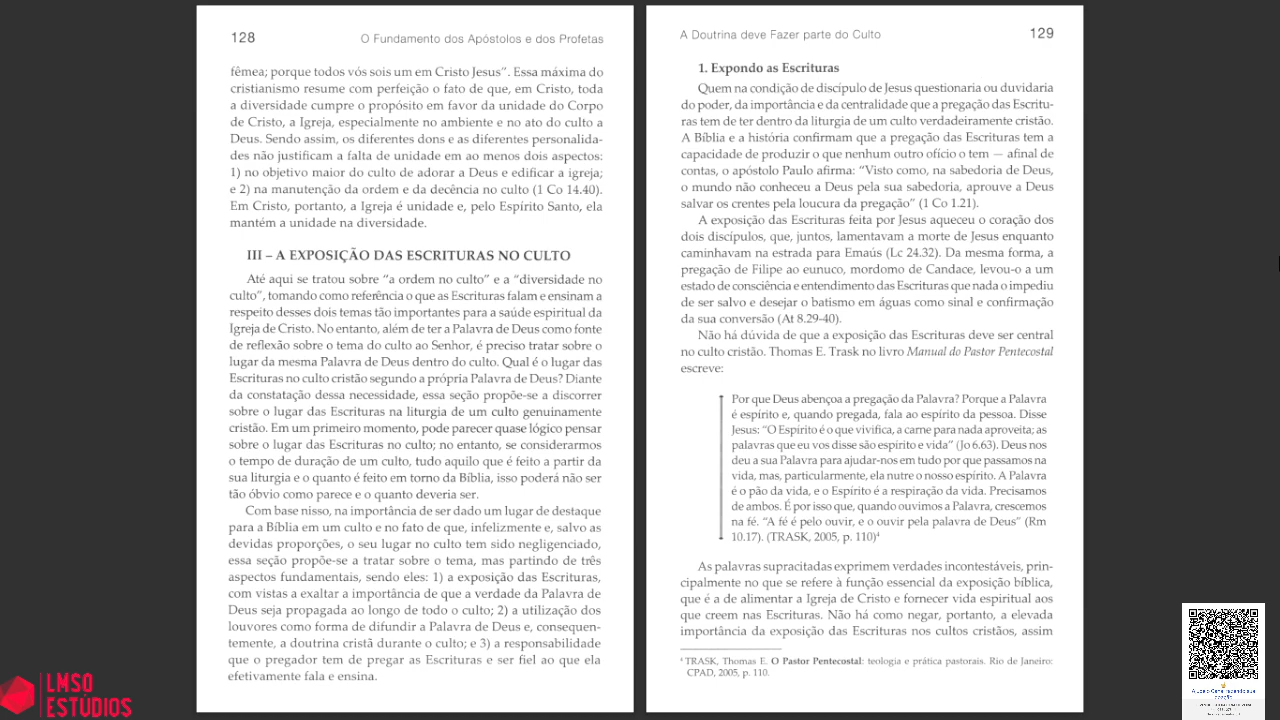 128
O Fundamento dos Apóstolos e dos Profetas
fêmea; porque todos vós sois um em Cristo Jesus”. Essa máxima do
cristianismo resume com perfeição o fato de que, em Cristo, toda
a diversidade cumpre o propósito em favor da unidade do Corpo
de Cristo, a Igreja, especialmente no ambiente e no ato do culto a
Deus. Sendo assim, os diferentes dons e as diferentes personalida-
des não justificam a falta de unidade em ao menos dois aspectos:
1) no objetivo maior do culto de adorar a Deus e edificar a igreja;
e 2) na manutenção da ordem e da decência no culto (1 Co 14.40).
Em Cristo, portanto, a Igreja é unidade e, pelo Espírito Santo, ela
mantém a unidade na diversidade.
III – A EXPOSIÇÃO DAS ESCRITURAS NO CULTO
Até aqui se tratou sobre “a ordem no culto” e a “diversidade no
culto”, tomando como referência o que as Escrituras falam e ensinam a
respeito desses dois temas tão importantes para a saúde espiritual da
Igreja de Cristo. No entanto, além de ter a Palavra de Deus como fonte
de reflexão sobre o tema do culto ao Senhor, é preciso tratar sobre o
lugar da mesma Palavra de Deus dentro do culto. Qual é o lugar das
Escrituras no culto cristão segundo a própria Palavra de Deus? Diante
da constatação dessa necessidade, essa seção propõe-se a discorrer
sobre o lugar das Escrituras na liturgia de um culto genuinamente
cristão. Em um primeiro momento, pode parecer quase lógico pensar
sobre o lugar das Escrituras no culto; no entanto, se considerarmos
o tempo de duração de um culto, tudo aquilo que é feito a partir da
sua liturgia e o quanto é feito em torno da Bíblia, isso poderá não ser
tão óbvio como parece e o quanto deveria ser.
Com base nisso, na importância de ser dado um lugar de destaque
para a Bíblia em um culto e no fato de que, infelizmente e, salvo as
devidas proporções, o seu lugar no culto tem sido negligenciado,
essa seção propõe-se a tratar sobre o tema, mas partindo de três
aspectos fundamentais, sendo eles: 1) a exposição das Escrituras,
com vistas a exaltar a importância de que a verdade da Palavra de
Deus seja propagada ao longo de todo o culto; 2) a utilização dos
louvores como forma de difundir a Palavra de Deus e, consequen-
temente, a doutrina cristã durante o culto; e 3) a responsabilidade
que o pregador tem de pregar as Escrituras e ser fiel ao que ela
efetivamente fala e ensina.
LMSO
ESTÚDIOS
A Doutrina deve Fazer parte do Culto
129
1. Expondo as Escrituras
Quem na condição de discípulo de Jesus questionaria ou duvidaria
do poder, da importância e da centralidade que a pregação das Escritu-
ras tem de ter dentro da liturgia de um culto verdadeiramente cristão.
A Bíblia e a história confirmam que a pregação das Escrituras tem a
capacidade de produzir o que nenhum outro ofício o tem — afinal de
contas, o apóstolo Paulo afirma: “Visto como, na sabedoria de Deus,
o mundo não conheceu a Deus pela sua sabedoria, aprouve a Deus
salvar os crentes pela loucura da pregação” (1 Co 1.21).
A exposição das Escrituras feita por Jesus aqueceu o coração dos
dois discípulos, que, juntos, lamentavam a morte de Jesus enquanto
caminhavam na estrada para Emaús (Lc 24.32). Da mesma forma, a
pregação de Filipe ao eunuco, mordomo de Candace, levou-o a um
estado de consciência e entendimento das Escrituras que nada o impediu
de ser salvo e desejar o batismo em águas como sinal e confirmação
da sua conversão (At 8.29-40).
Não há dúvida de que a exposição das Escrituras deve ser central
no culto cristão. Thomas E. Trask no livro Manual do Pastor Pentecostal
escreve:
Por que Deus abençoa a pregação da Palavra? Porque a Palavra
é espírito e, quando pregada, fala ao espírito da pessoa. Disse
Jesus: “O Espírito é o que vivifica, a carne para nada aproveita; as
palavras que eu vos disse são espírito e vida” (Jo 6.63). Deus nos
deu a sua Palavra para ajudar-nos em tudo por que passamos na
vida, mas, particularmente, ela nutre o nosso espírito. A Palavra
é o pão da vida, e o Espírito é a respiração da vida. Precisamos
de ambos. É por isso que, quando ouvimos a Palavra, crescemos
na fé. “A fé é pelo ouvir, e o ouvir pela palavra de Deus” (Rm
10.17). (TRASK, 2005, p. 110)⁴
As palavras supracitadas exprimem verdades incontestáveis, prin-
cipalmente no que se refere à função essencial da exposição bíblica,
que é a de alimentar a Igreja de Cristo e fornecer vida espiritual aos
que creem nas Escrituras. Não há como negar, portanto, a elevada
importância da exposição das Escrituras nos cultos cristãos, assim
⁴ TRASK, Thomas E. O Pastor Pentecostal: teologia e prática pastorais. Rio de Janeiro:
CPAD, 2005, p. 110.